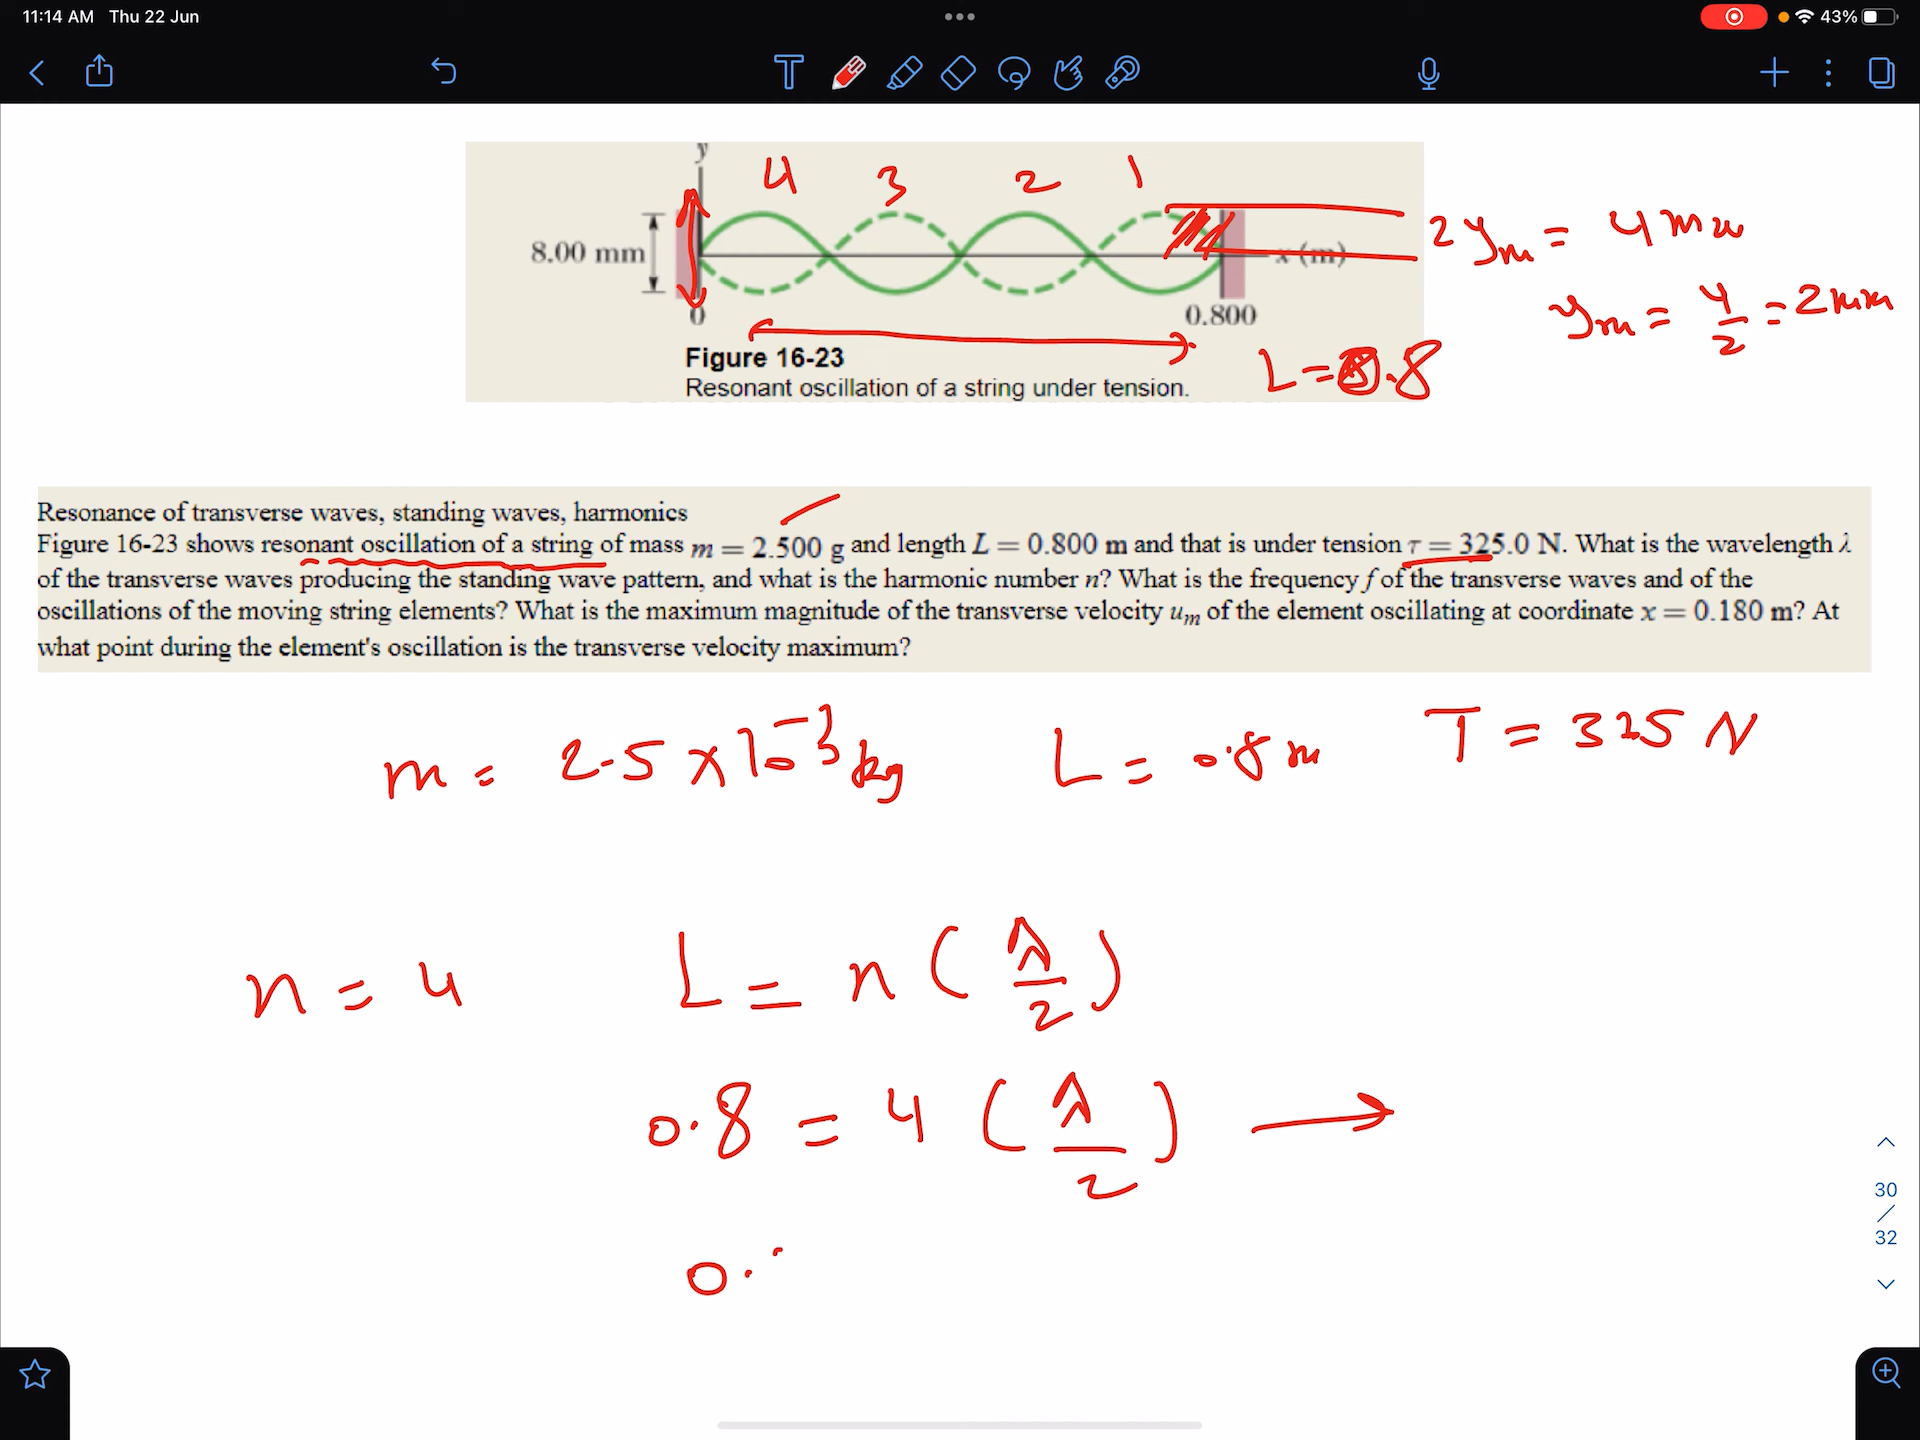 11:14 AM Thu 22 Jun
43%
y
4 3 2 1
8.00 mm
x (m)
0
0.800
2ym = 4mm
ym = 4/2 = 2mm
Figure 16-23
Resonant oscillation of a string under tension.
L = 0.8
Resonance of transverse waves, standing waves, harmonics
Figure 16-23 shows resonant oscillation of a string of mass m = 2.500 g and length L = 0.800 m and that is under tension τ = 325.0 N. What is the wavelength λ
of the transverse waves producing the standing wave pattern, and what is the harmonic number n? What is the frequency f of the transverse waves and of the
oscillations of the moving string elements? What is the maximum magnitude of the transverse velocity um of the element oscillating at coordinate x = 0.180 m? At
what point during the element's oscillation is the transverse velocity maximum?
m = 2.5 x 10-3 kg L = 0.8 m T = 325 N
n = 4 L = n (λ/2)
0.8 = 4 (λ/2) →
0.
30
/
32